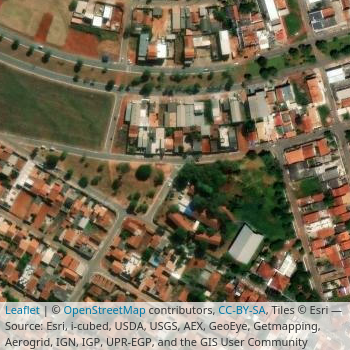 Leaflet | © OpenStreetMap contributors, CC-BY-SA, Tiles © Esri —
Source: Esri, i-cubed, USDA, USGS, AEX, GeoEye, Getmapping,
Aerogrid, IGN, IGP, UPR-EGP, and the GIS User Community